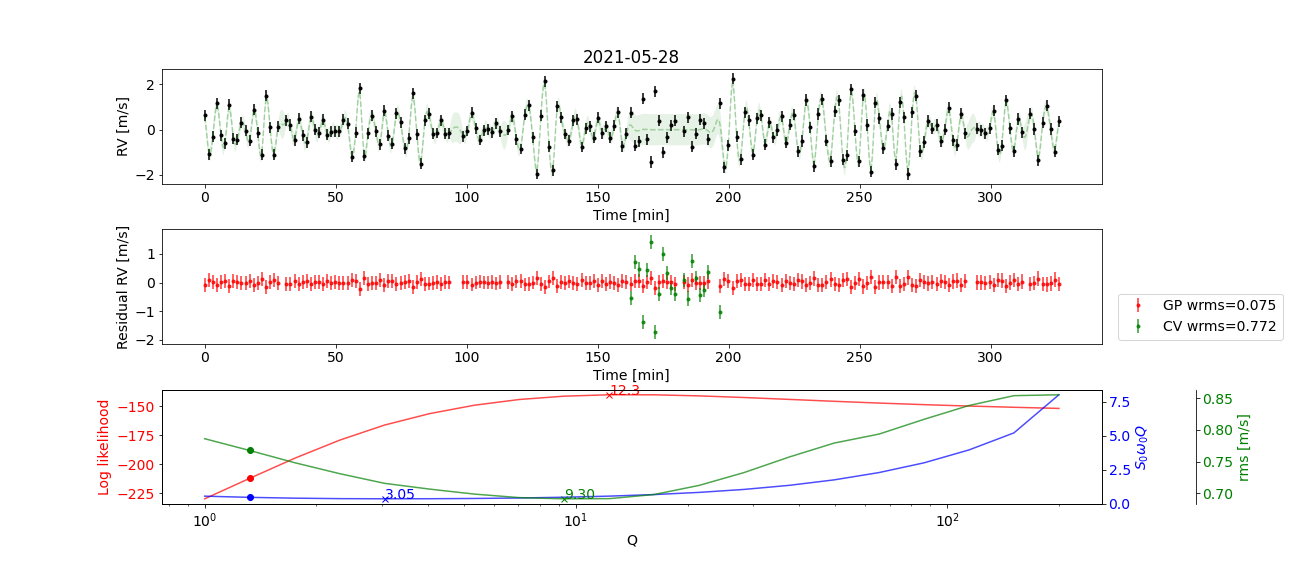 2021-05-28
RV [m/s]
2
0
−2
0 50 100 150 200 250 300
Time [min]
Residual RV [m/s]
1
0
−1
−2
0 50 100 150 200 250 300
Time [min]
GP wrms=0.075
CV wrms=0.772
Log likelihood
−150
−175
−200
−225
12.3
3.05
9.30
7.5
5.0
2.5
0.0
S₀ω₀Q
0.85
0.80
0.75
0.70
rms [m/s]
10⁰ 10¹ 10²
Q